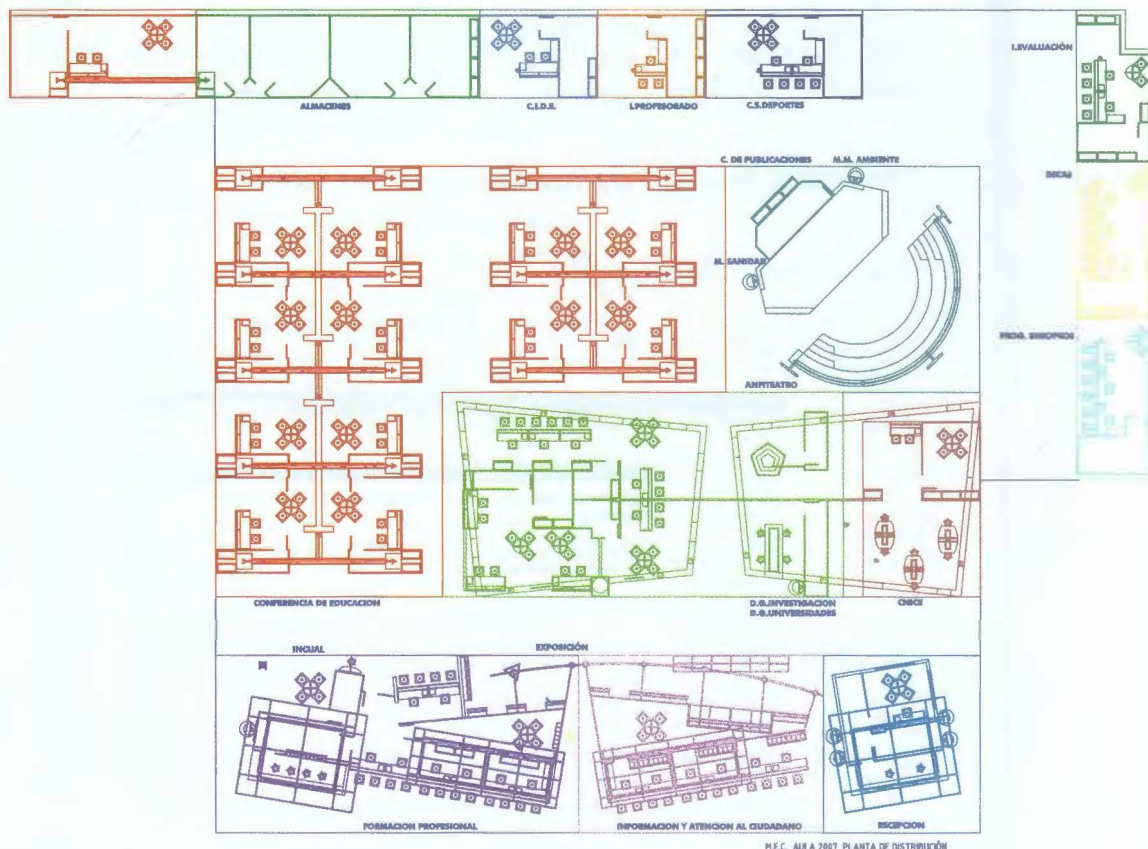 I.EVALUACIÓN
ALMACENES
C.I.D.E.
I.PROFESORADO
C.S.DEPORTES
C. DE PUBLICACIONES
M.M. AMBIENTE
BECAS
M. SANIDAD
PROG. EUROPEOS
ANFITEATRO
CONFERENCIA DE EDUCACION
D.G.INVESTIGACION
D.G.UNIVERSIDADES
CNICE
INCUAL
EXPOSICIÓN
FORMACION PROFESIONAL
INFORMACION Y ATENCION AL CIUDADANO
RECEPCION
M.E.C. AULA 2007. PLANTA DE DISTRIBUCIÓN